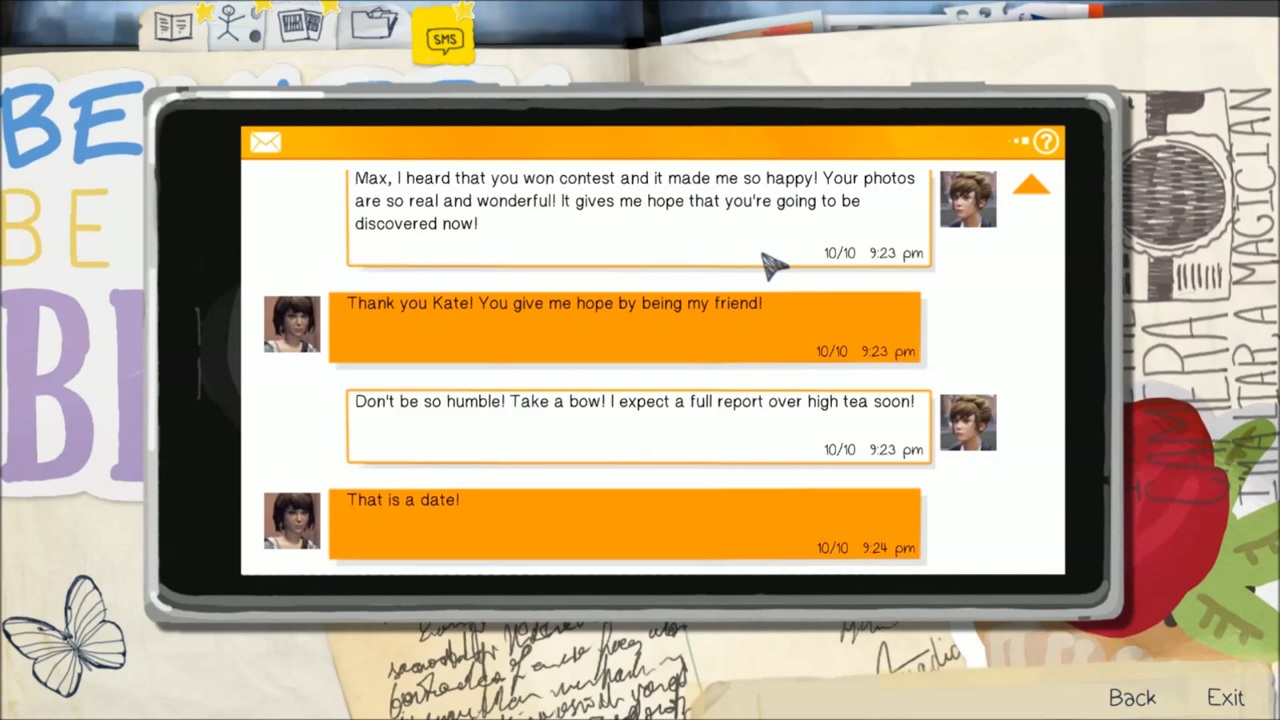 SMS
BE
BE
Max, I heard that you won contest and it made me so happy! Your photos
are so real and wonderful! It gives me hope that you're going to be
discovered now!
10/10 9:23 pm
Thank you Kate! You give me hope by being my friend!
10/10 9:23 pm
Don't be so humble! Take a bow! I expect a full report over high tea soon!
10/10 9:23 pm
That is a date!
10/10 9:24 pm
CAMERA
ALTAR, A MAGICIAN
Back
Exit